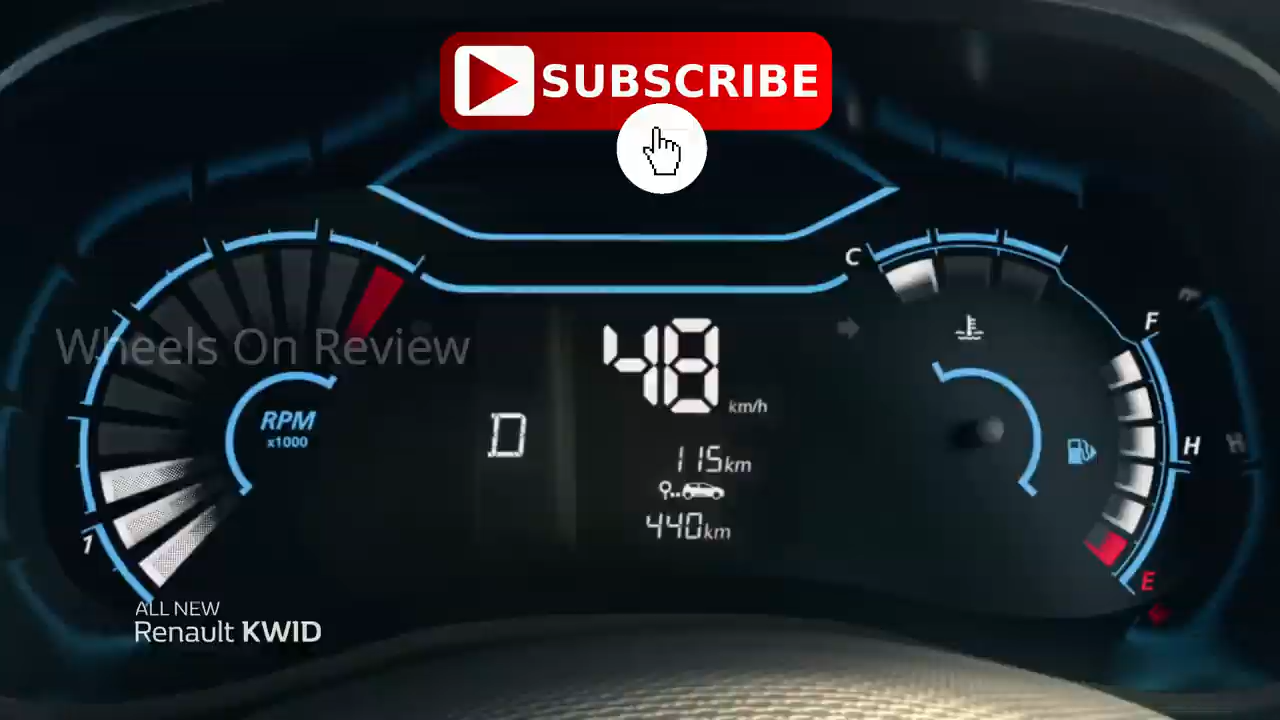 SUBSCRIBE
C
F
Wheels On Review
48
km/h
RPM
x1000
D
H
115km
440km
1
E
ALL NEW
Renault KWID